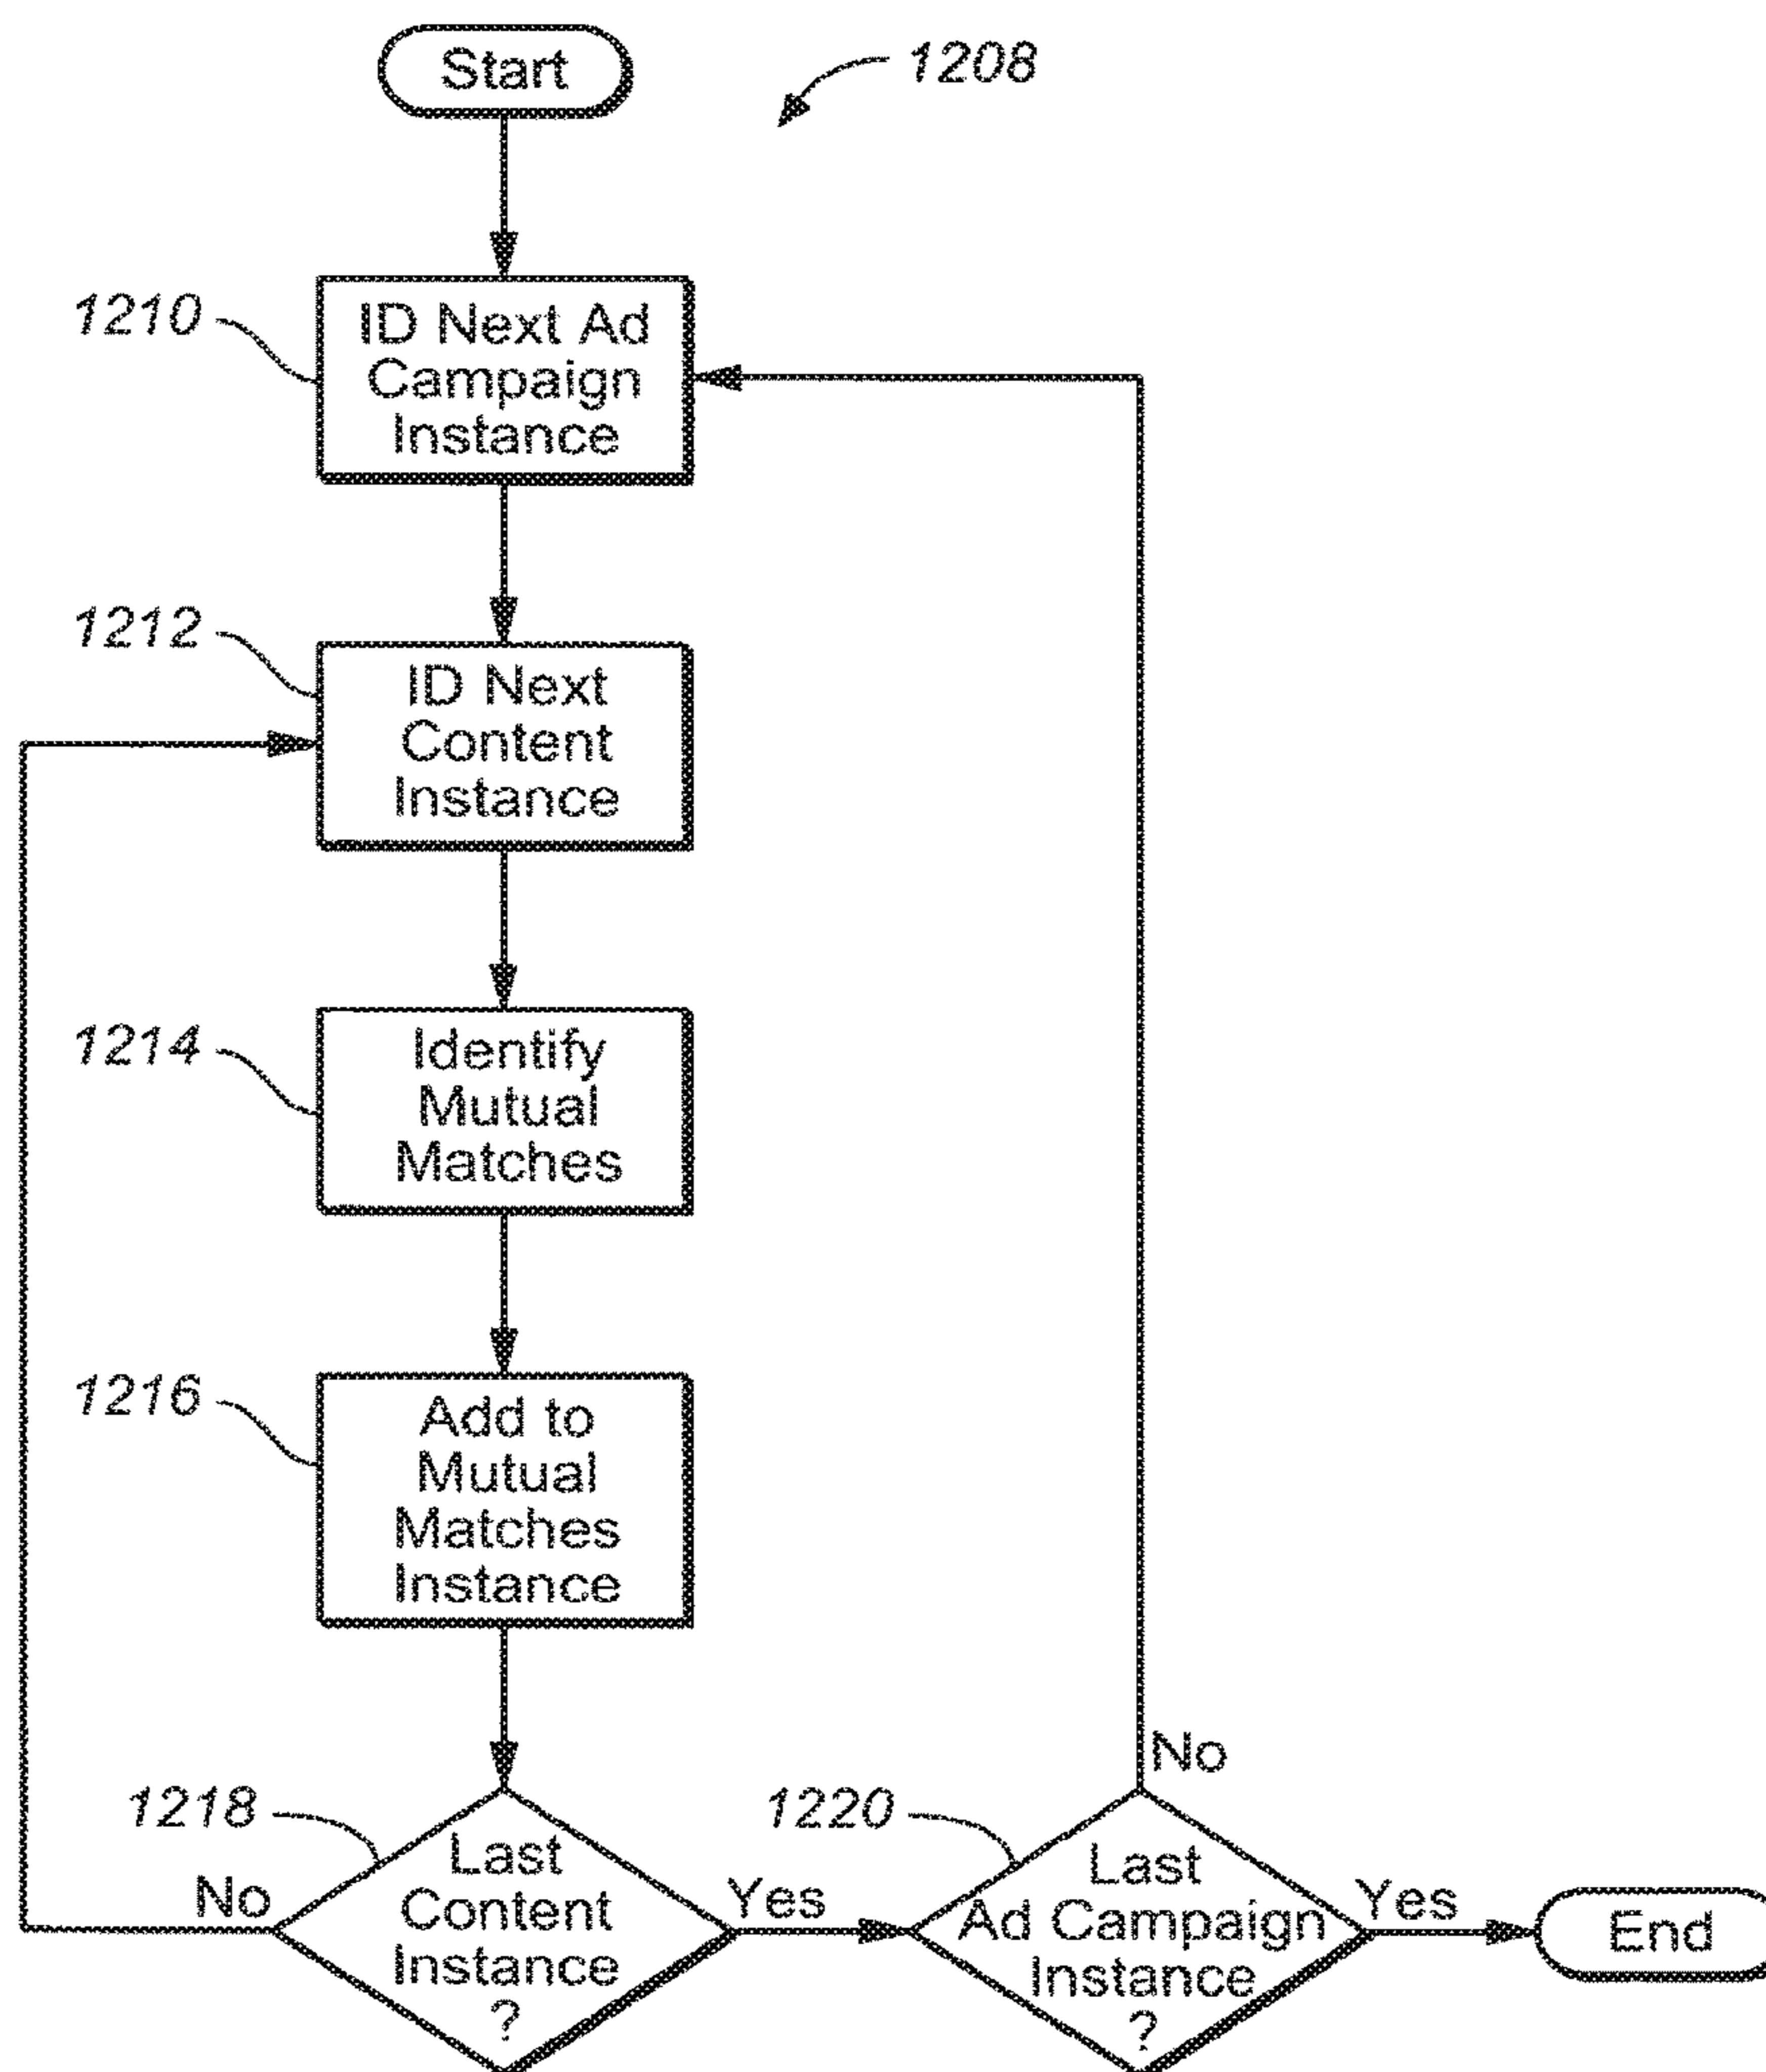 Start
1208
1210
ID Next Ad
Campaign
Instance
1212
ID Next
Content
Instance
1214
Identify
Mutual
Matches
1216
Add to
Mutual
Matches
Instance
1218
Last
Content
Instance
?
No
Yes
1220
Last
Ad Campaign
Instance
?
No
Yes
End